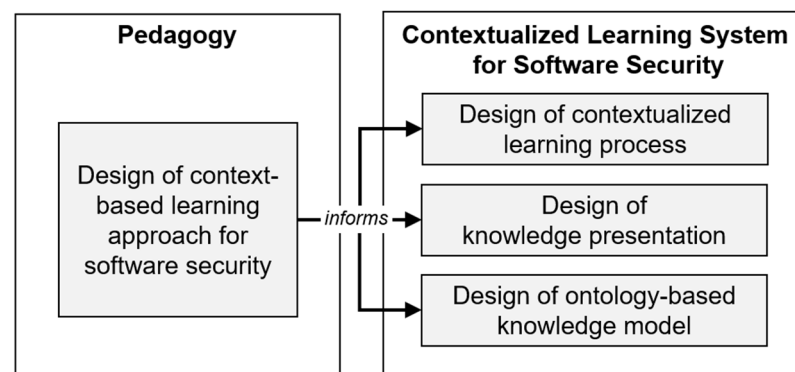 Pedagogy
Design of context-
based learning
approach for
software security
informs
Contextualized Learning System
for Software Security
Design of contextualized
learning process
Design of
knowledge presentation
Design of ontology-based
knowledge model